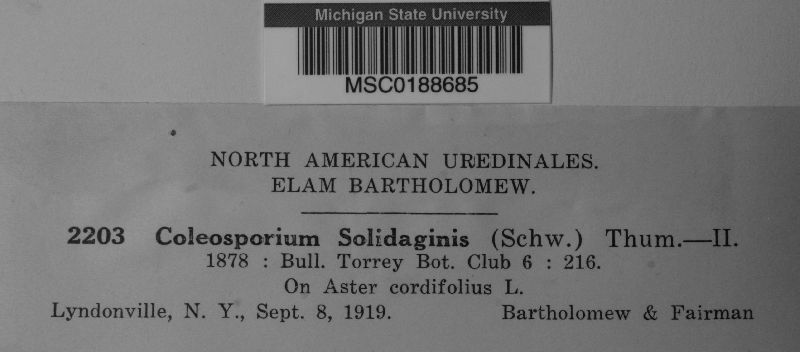 Michigan State University
MSC0188685
NORTH AMERICAN UREDINALES.
ELAM BARTHOLOMEW.
2203 Coleosporium Solidaginis (Schw.) Thum.—II.
1878 : Bull. Torrey Bot. Club 6 : 216.
On Aster cordifolius L.
Lyndonville, N. Y., Sept. 8, 1919. Bartholomew & Fairman